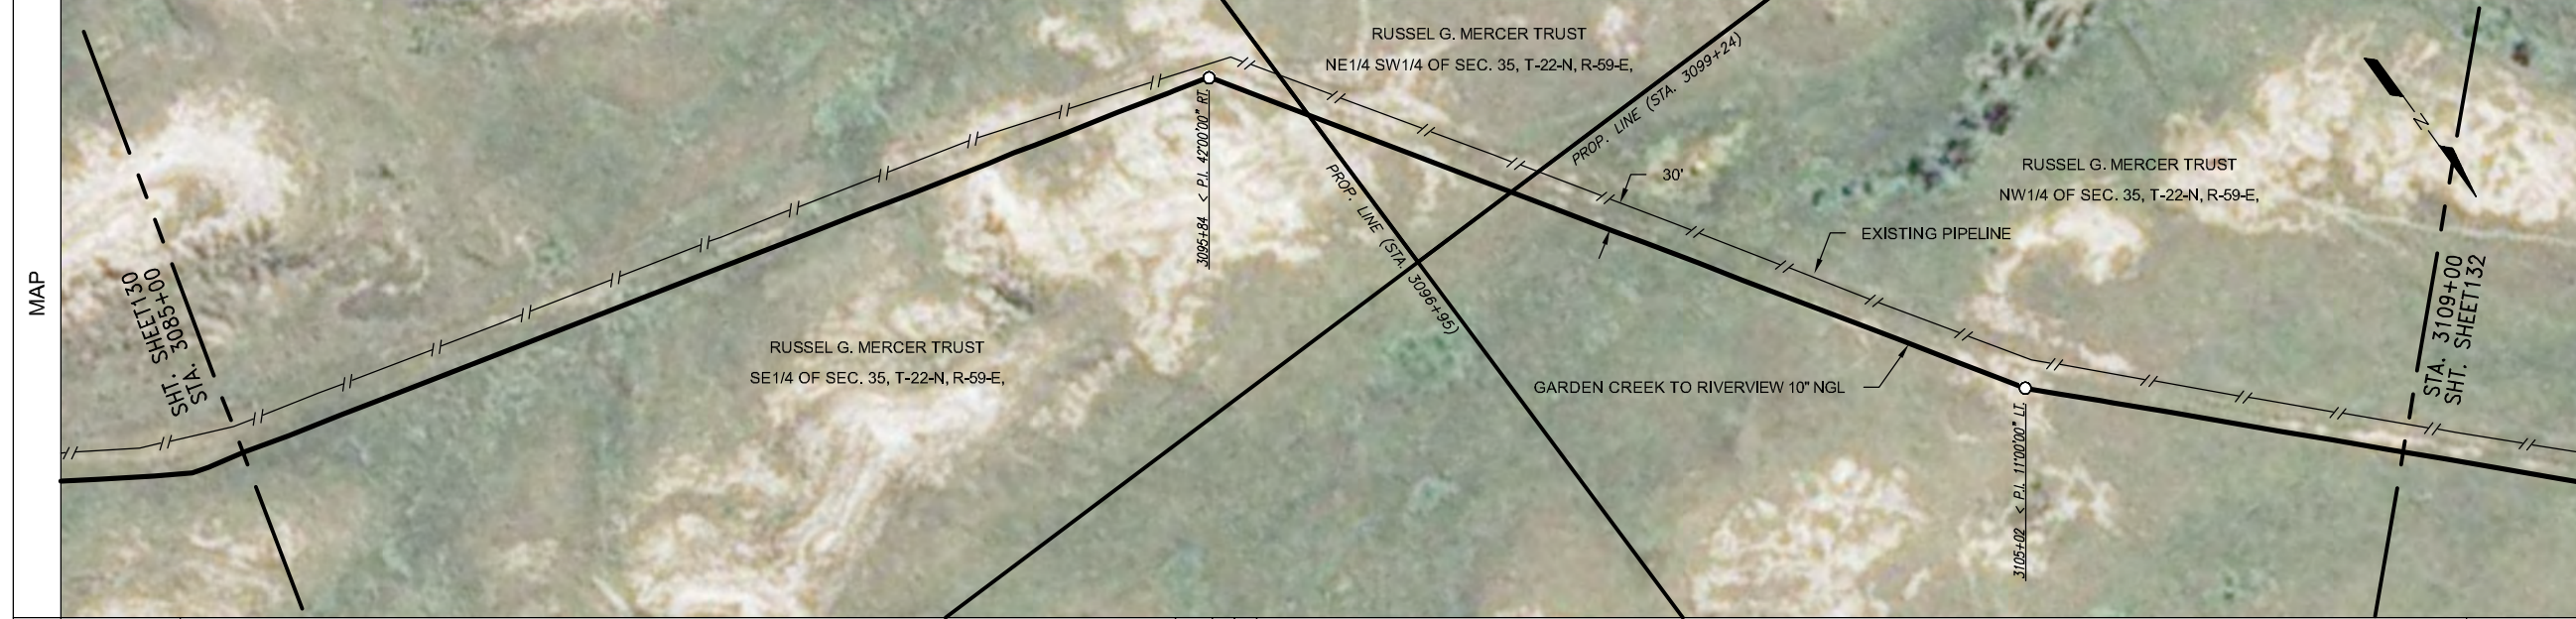 MAP
SHT. SHEET130
STA. 3085+00
RUSSEL G. MERCER TRUST
SE1/4 OF SEC. 35, T-22-N, R-59-E,
3095+84 < P.I. 42°00'00" RT.
RUSSEL G. MERCER TRUST
NE1/4 SW1/4 OF SEC. 35, T-22-N, R-59-E,
PROP. LINE (STA. 3096+95)
PROP. LINE (STA. 3099+24)
30'
EXISTING PIPELINE
GARDEN CREEK TO RIVERVIEW 10" NGL
RUSSEL G. MERCER TRUST
NW1/4 OF SEC. 35, T-22-N, R-59-E,
3105+02 < P.I. 11°00'00" LT.
N
STA. 3109+00
SHT. SHEET132